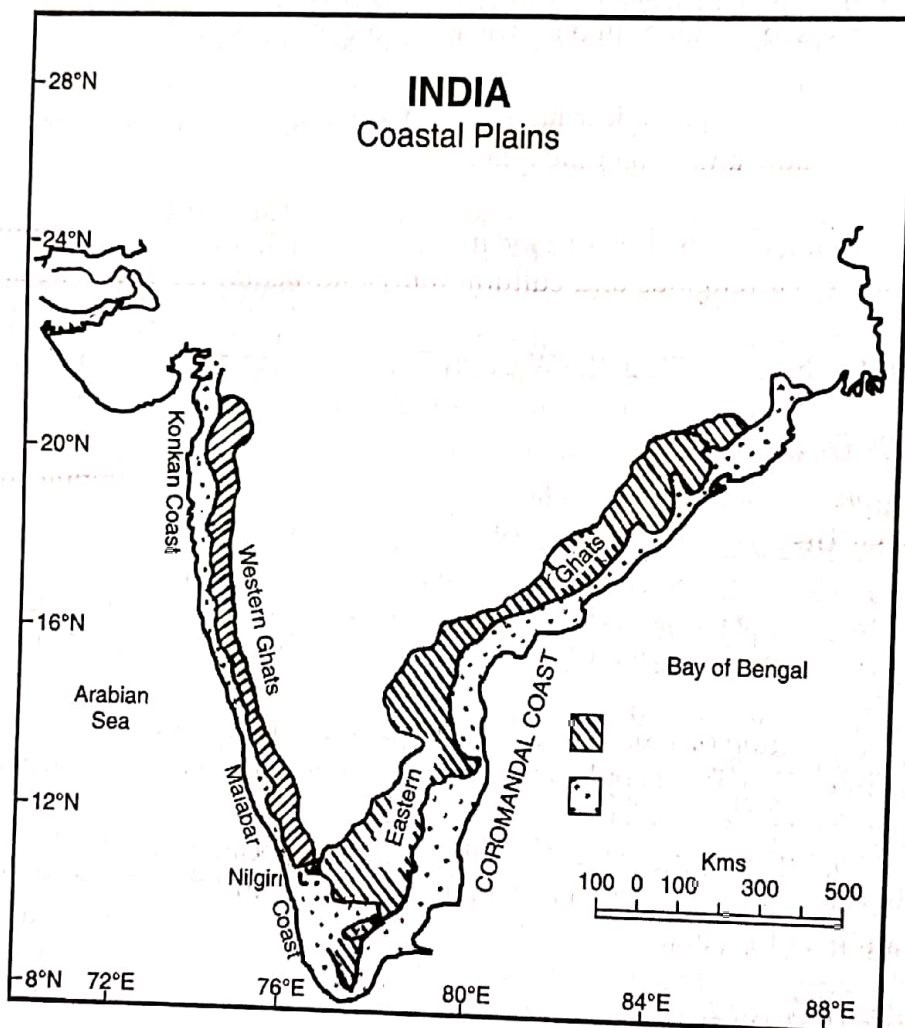 INDIA
Coastal Plains
28°N
24°N
20°N
16°N
12°N
8°N
72°E
76°E
80°E
84°E
88°E
Konkan Coast
Western Ghats
Arabian
Sea
Malabar
Coast
Nilgiri
Eastern
Ghats
COROMANDAL COAST
Bay of Bengal
Kms
100 0 100 300 500